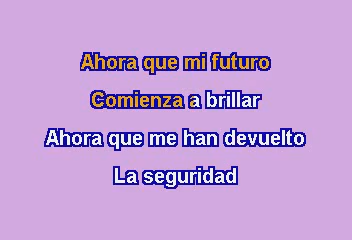 Ahora que mi futuro
Comienza a brillar
Ahora que me han devuelto
La seguridad